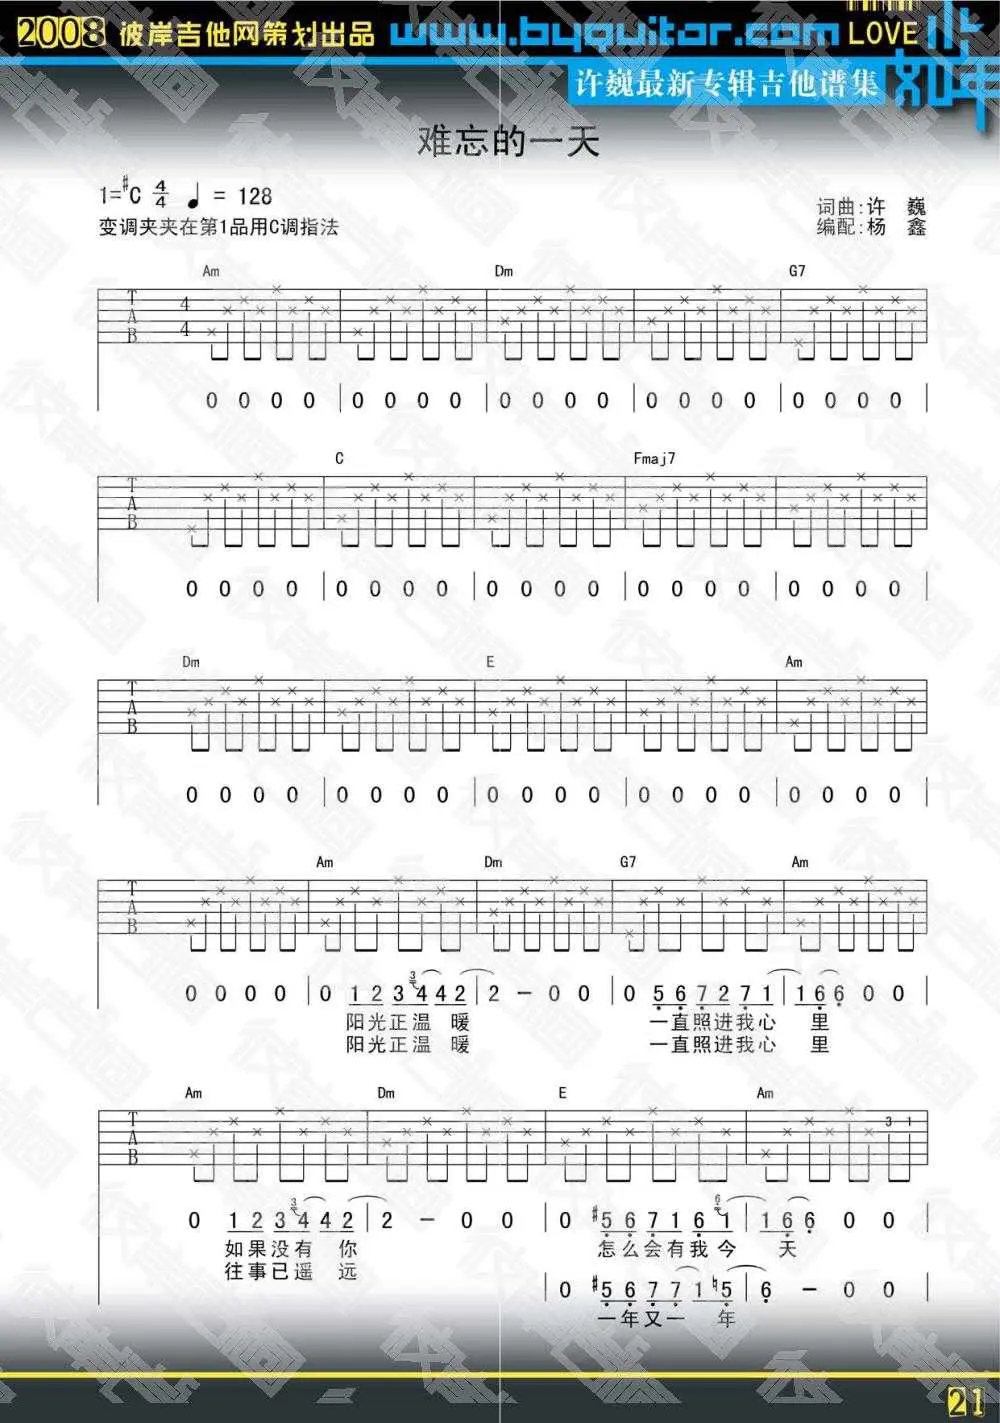 2008 彼岸吉他网策划出品 www.byguitar.com LOVE
许巍最新专辑吉他谱集
难忘的一天
1=#C 4/4 ♩ = 128
词曲:许 巍
变调夹夹在第1品用C调指法
编配:杨 鑫
Am Dm G7
T A B 4 4
0 0 0 0 | 0 0 0 0 | 0 0 0 0 | 0 0 0 0 | 0 0 0 0 |
C Fmaj7
T A B
0 0 0 0 | 0 0 0 0 | 0 0 0 0 | 0 0 0 0 | 0 0 0 0 |
Dm E Am
T A B
0 0 0 0 | 0 0 0 0 | 0 0 0 0 | 0 0 0 0 | 0 0 0 0 |
Am Dm G7 Am
T A B
0 0 0 0 | 0 1 2 3 3 4 4 4 2 | 2 - 0 0 | 0 5 6 7 2 7 1 | 1 6 6 0 0 |
阳光正温 暖 一直照进我心 里
阳光正温 暖 一直照进我心 里
Am Dm E Am
T A B 3 1
0 1 2 3 3 4 4 4 2 | 2 - 0 0 | 0 #5 6 7 1 6 6 1 | 1 6 6 0 0 |
如果没有 你 怎么会有我今 天
往事已遥 远
0 #5 6 7 7 1 ♮5 | 6 - 0 0 |
一年又一 年
21